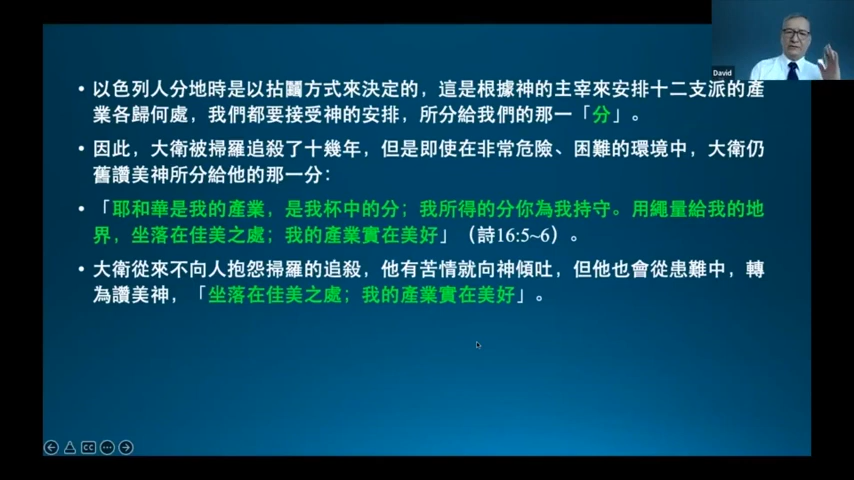 David
• 以色列人分地時是以拈鬮方式來決定的，這是根據神的主宰來安排十二支派的產
業各歸何處，我們都要接受神的安排，所分給我們的那一「分」。
• 因此，大衛被掃羅追殺了十幾年，但是即使在非常危險、困難的環境中，大衛仍
舊讚美神所分給他的那一分：
• 「耶和華是我的產業，是我杯中的分；我所得的分你為我持守。用繩量給我的地
界，坐落在佳美之處；我的產業實在美好」（詩16:5~6）。
• 大衛從來不向人抱怨掃羅的追殺，他有苦情就向神傾吐，但他也會從患難中，轉
為讚美神，「坐落在佳美之處；我的產業實在美好」。
CC